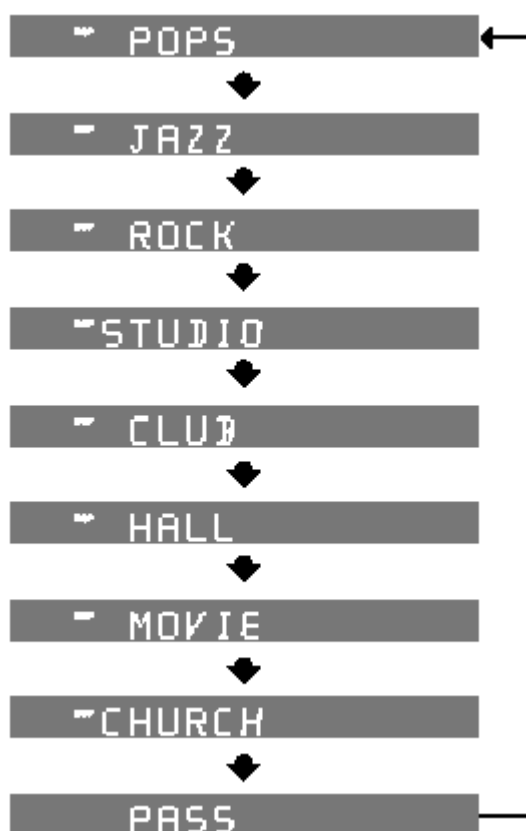 POPS
JAZZ
ROCK
STUDIO
CLUB
HALL
MOVIE
CHURCH
PASS